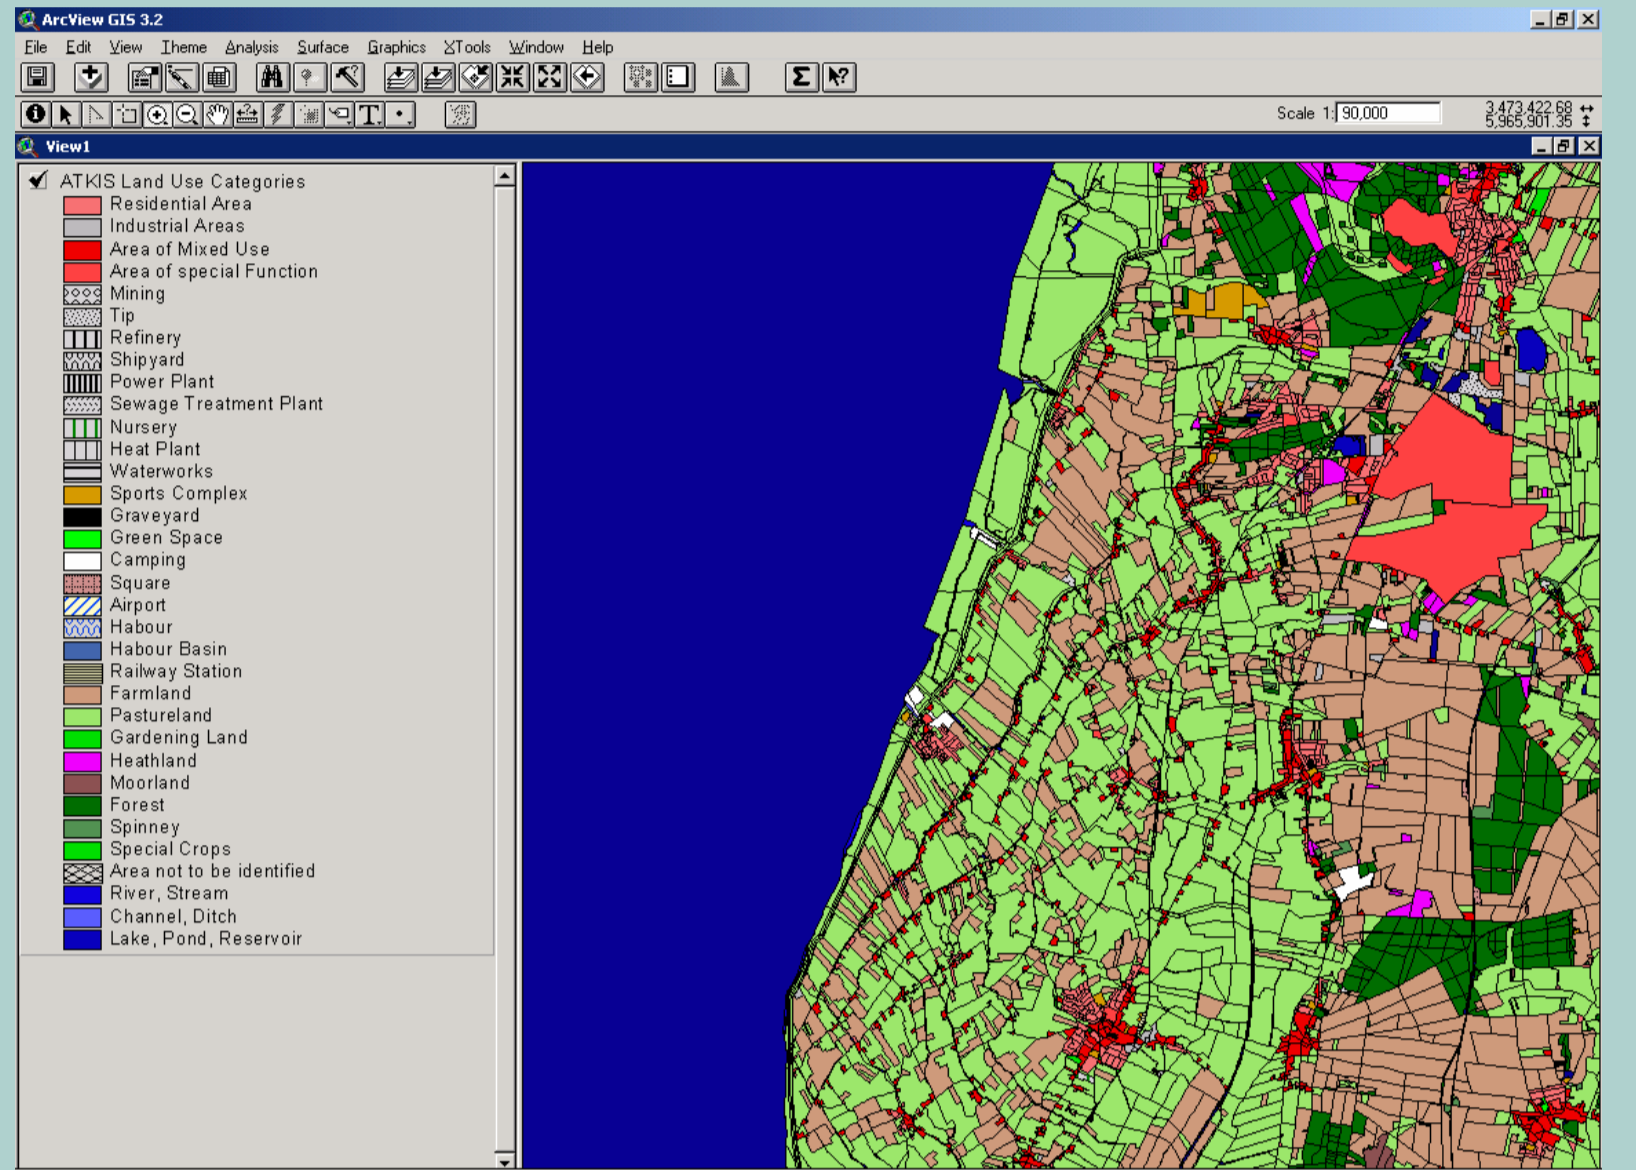 ArcView GIS 3.2
File Edit View Theme Analysis Surface Graphics XTools Window Help
Scale 1: 90,000
3,473,422.68
5,965,901.35
View1
ATKIS Land Use Categories
Residential Area
Industrial Areas
Area of Mixed Use
Area of special Function
Mining
Tip
Refinery
Shipyard
Power Plant
Sewage Treatment Plant
Nursery
Heat Plant
Waterworks
Sports Complex
Graveyard
Green Space
Camping
Square
Airport
Habour
Habour Basin
Railway Station
Farmland
Pastureland
Gardening Land
Heathland
Moorland
Forest
Spinney
Special Crops
Area not to be identified
River, Stream
Channel, Ditch
Lake, Pond, Reservoir